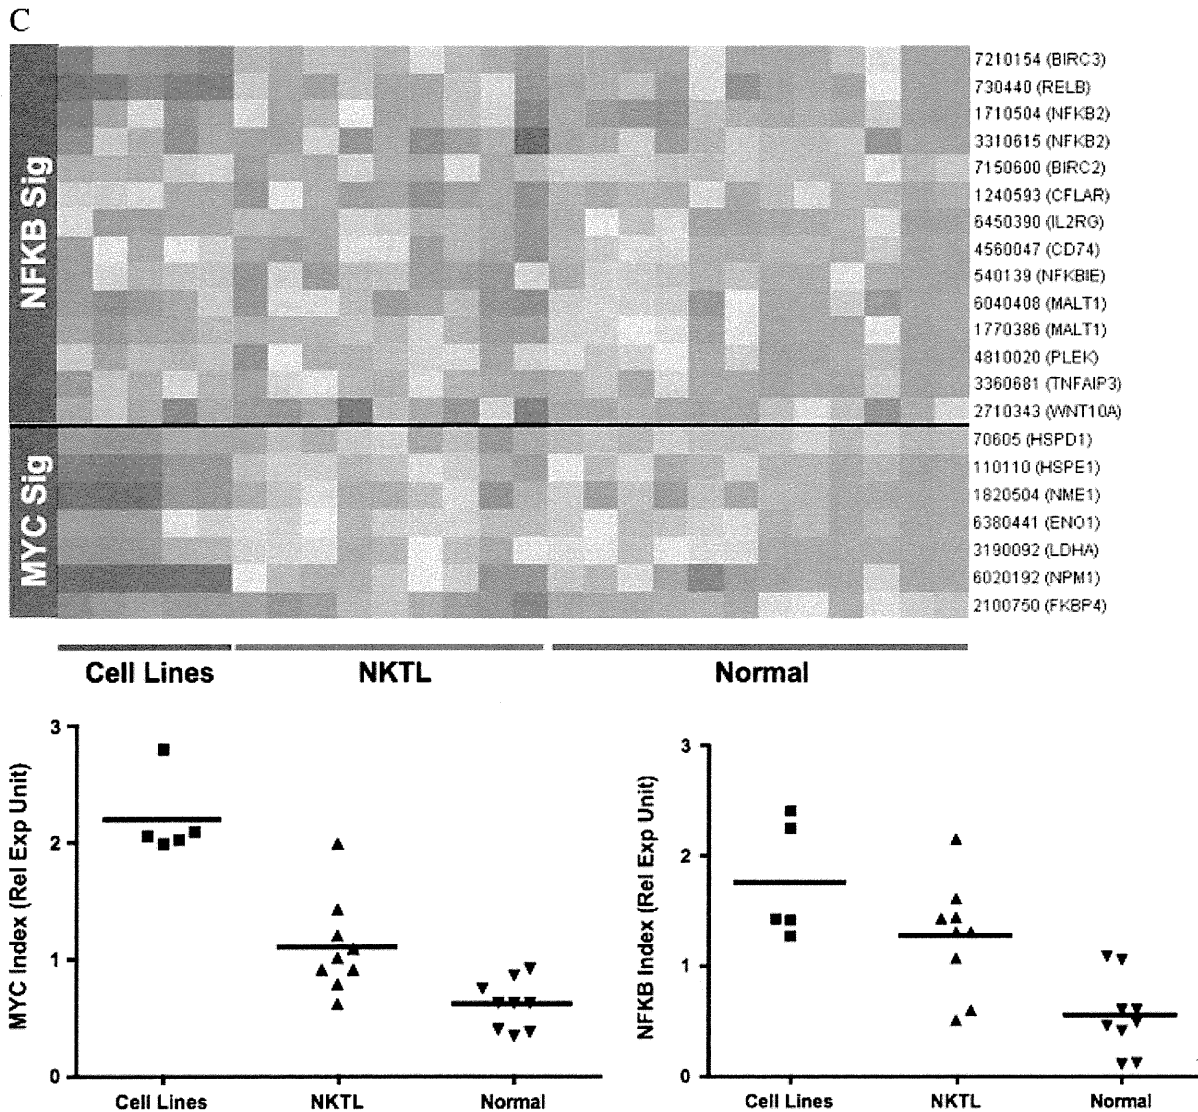 C
NFKB Sig
7210154 (BIRC3)
730440 (RELB)
1710504 (NFKB2)
3310615 (NFKB2)
7150600 (BIRC2)
1240593 (CFLAR)
6450390 (IL2RG)
4560047 (CD74)
540139 (NFKBIE)
6040408 (MALT1)
1770386 (MALT1)
4810020 (PLEK)
3360681 (TNFAIP3)
2710343 (WNT10A)
MYC Sig
70605 (HSPD1)
110110 (HSPE1)
1820504 (NME1)
6380441 (ENO1)
3190092 (LDHA)
6020192 (NPM1)
2100750 (FKBP4)
Cell Lines NKTL Normal
MYC Index (Rel Exp Unit)
3
2
1
0
Cell Lines NKTL Normal
NFKB Index (Rel Exp Unit)
3
2
1
0
Cell Lines NKTL Normal